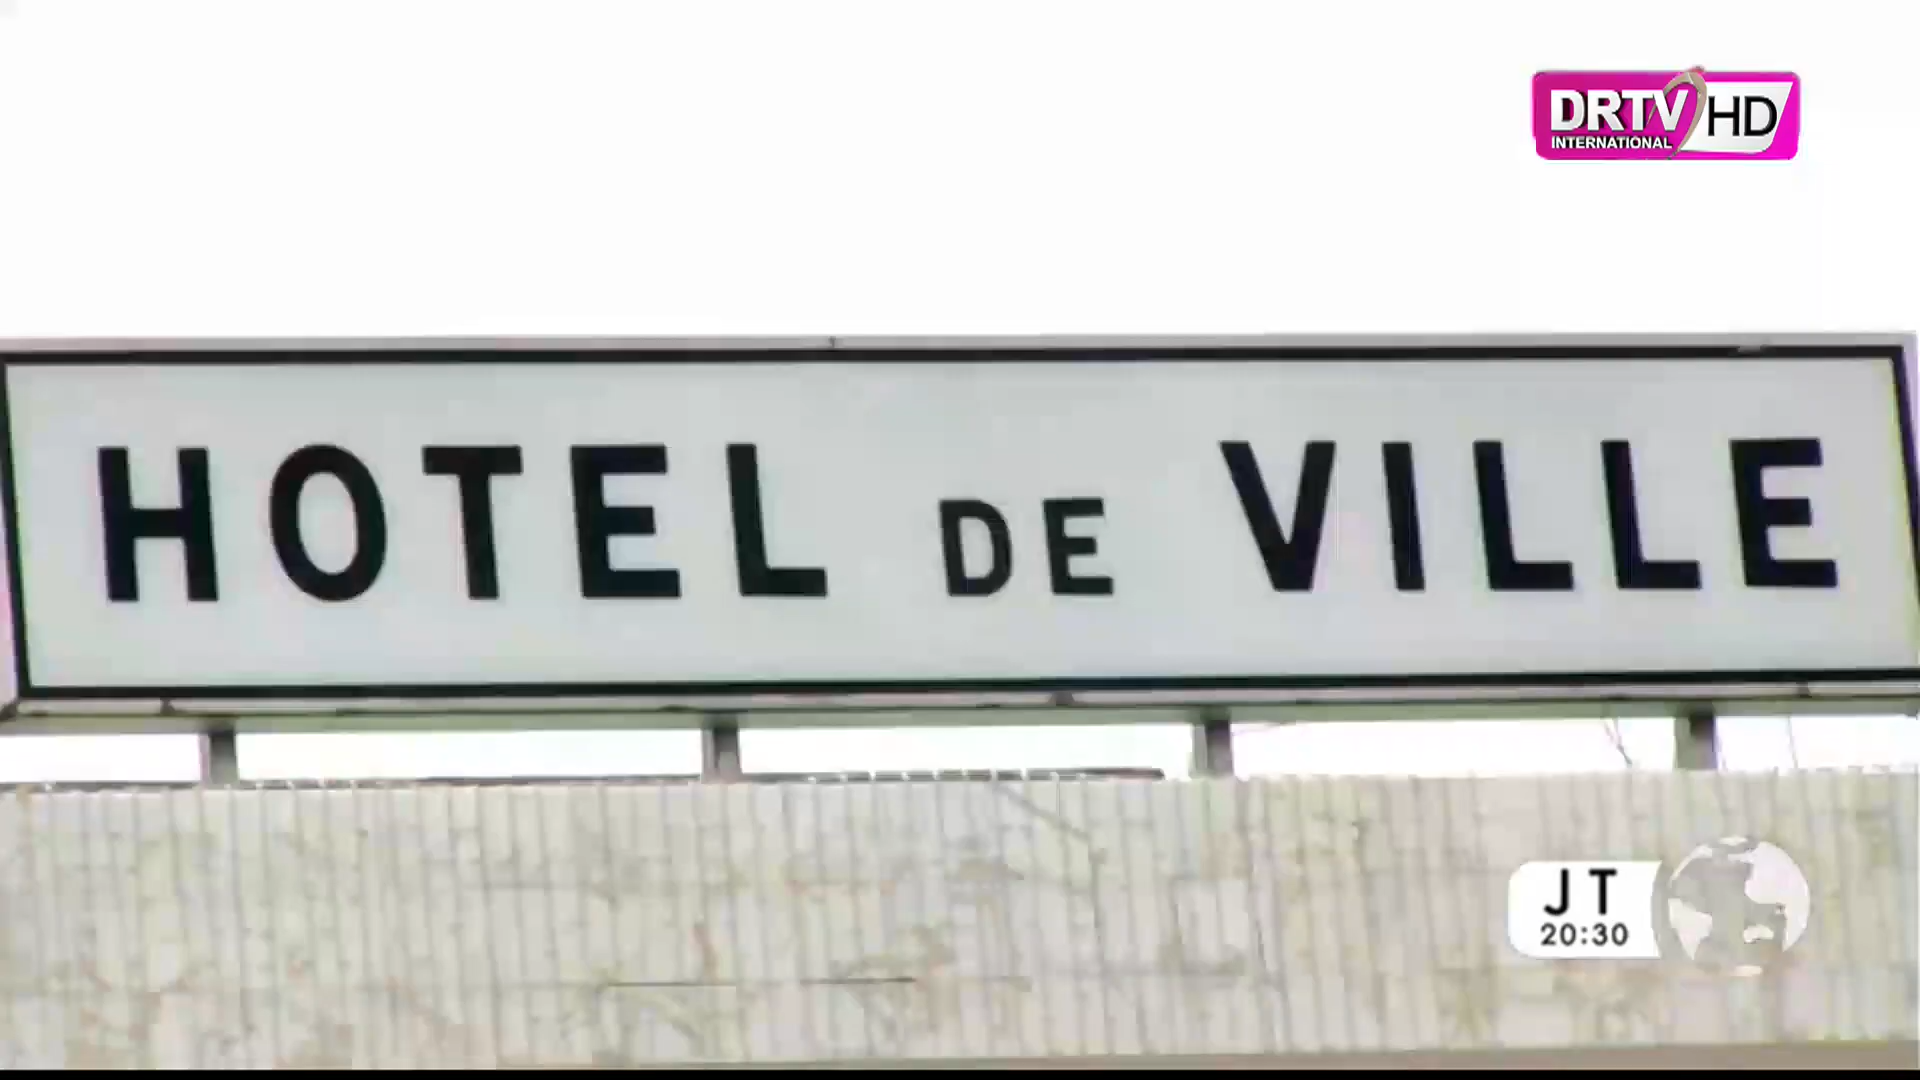 DRTV HD
INTERNATIONAL
HOTEL DE VILLE
JT
20:30